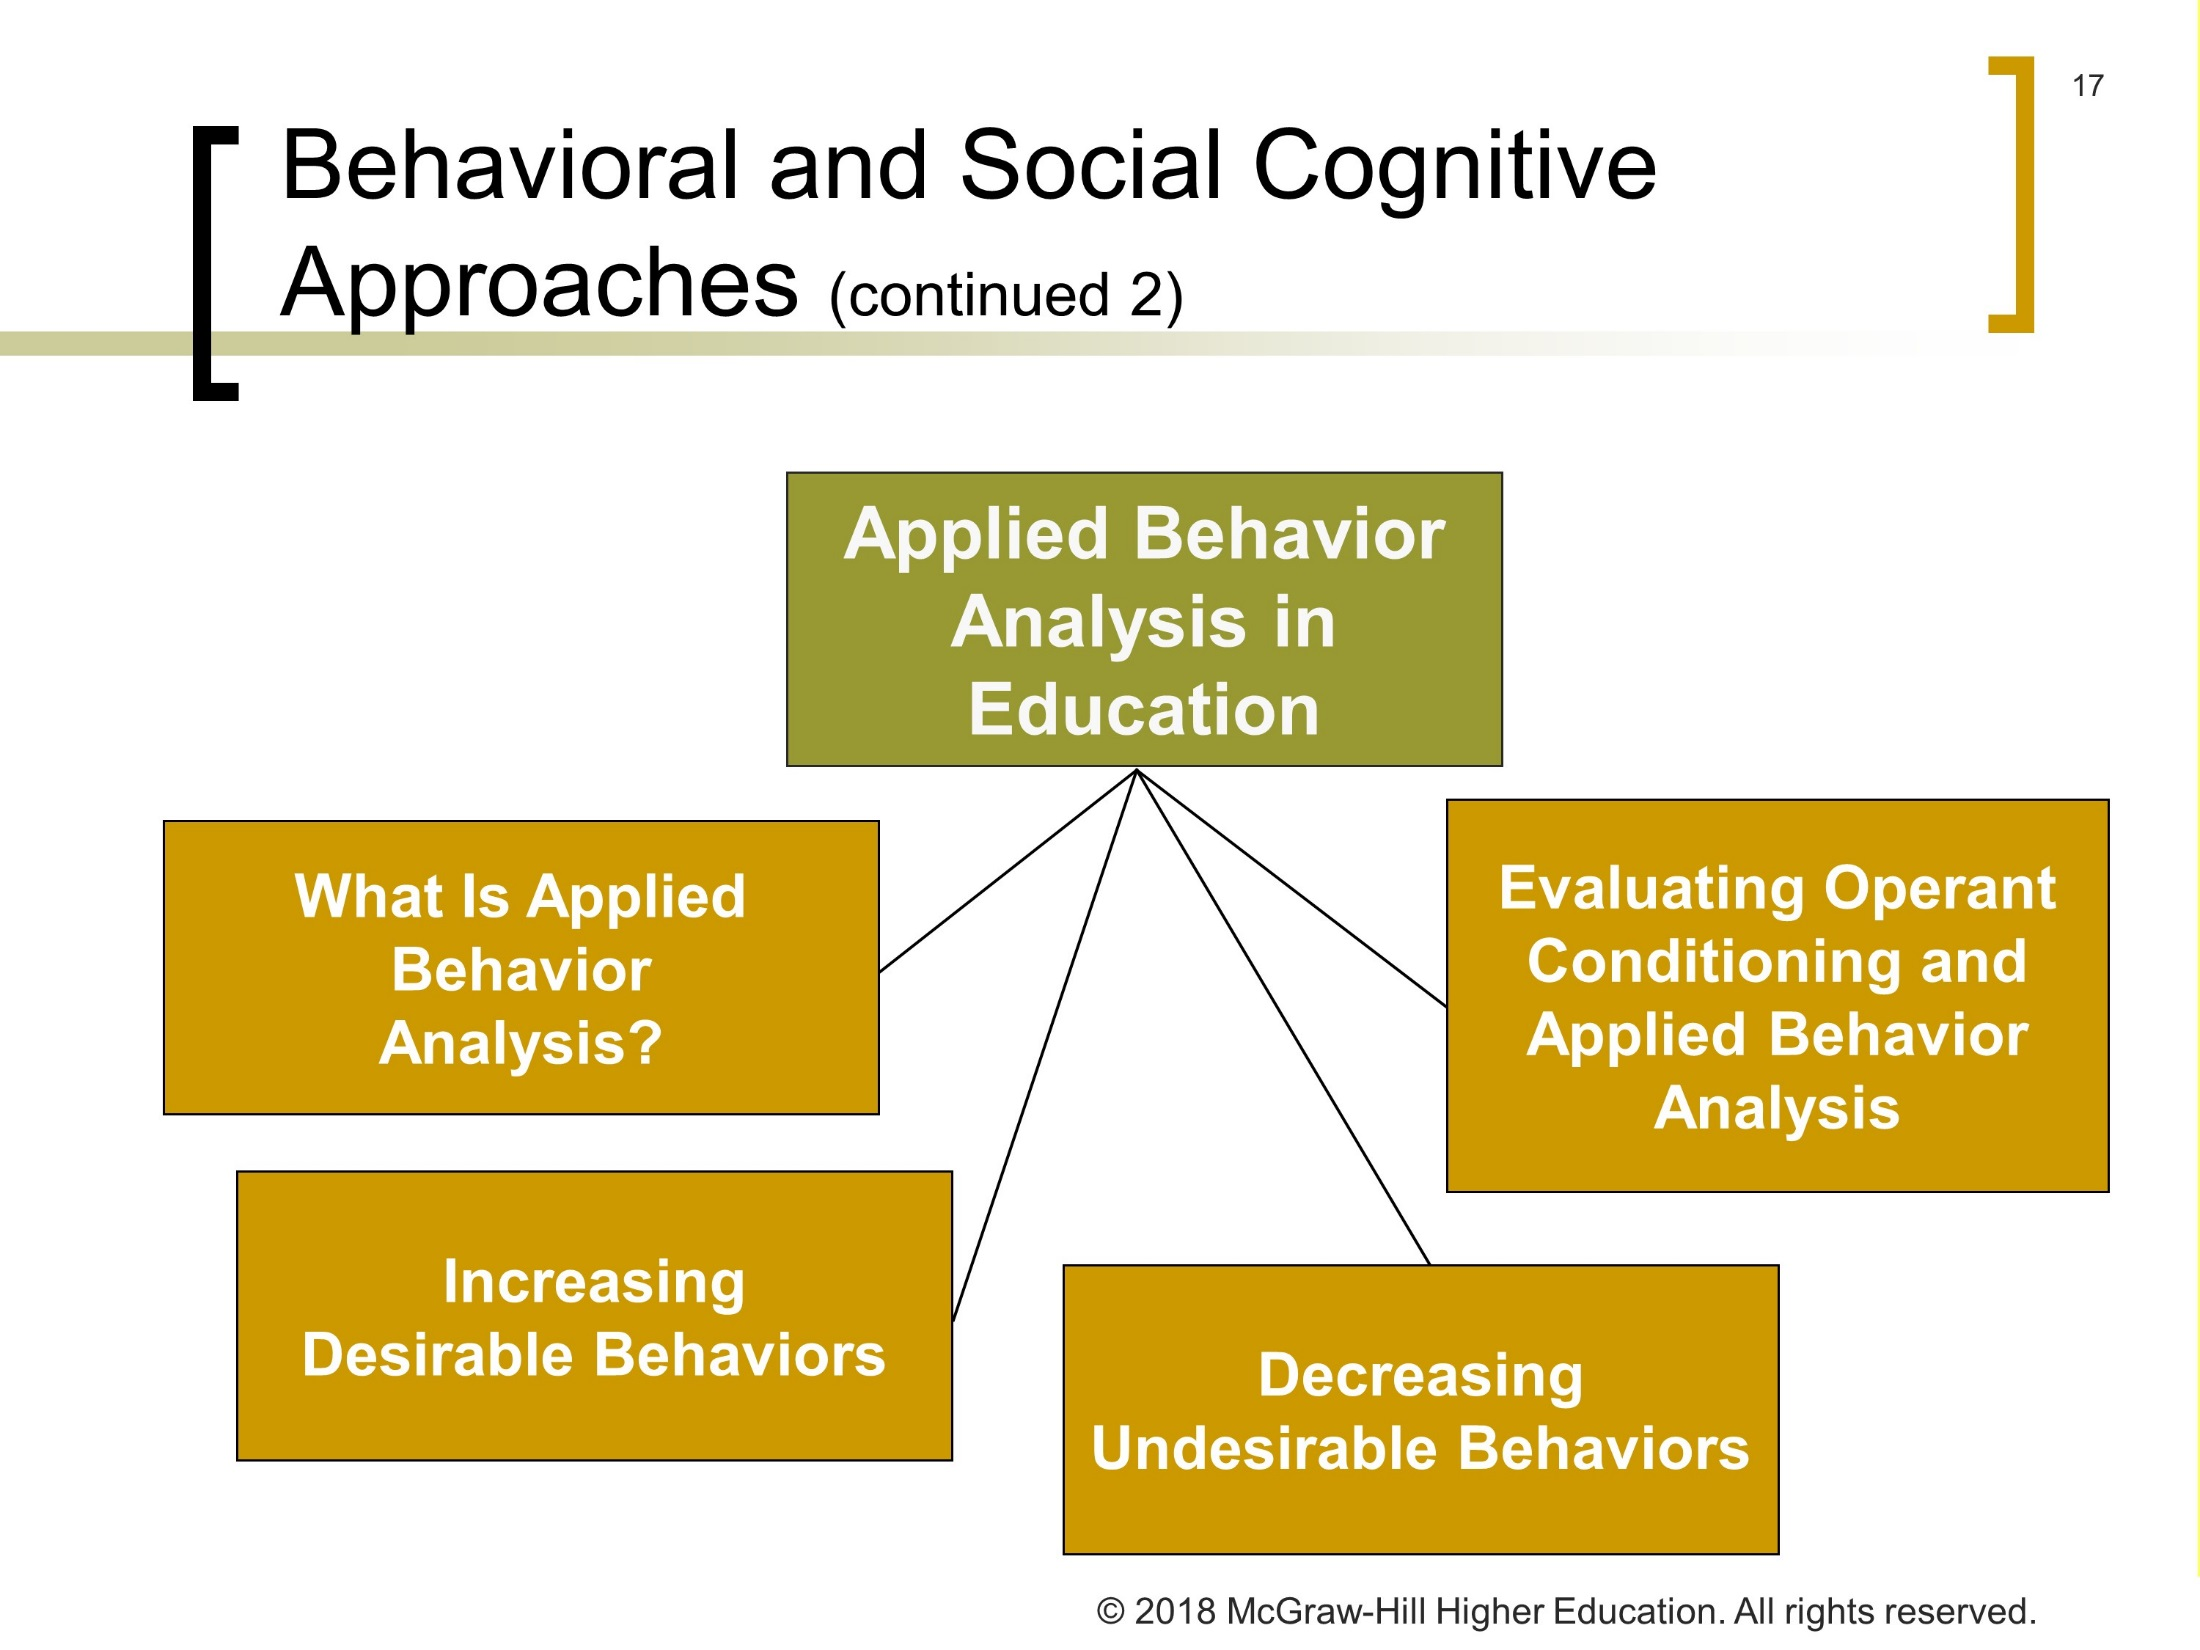 17
Behavioral and Social Cognitive
Approaches (continued 2)
Applied Behavior
Analysis in
Education
What Is Applied
Behavior
Analysis?
Evaluating Operant
Conditioning and
Applied Behavior
Analysis
Increasing
Desirable Behaviors
Decreasing
Undesirable Behaviors
© 2018 McGraw-Hill Higher Education. All rights reserved.